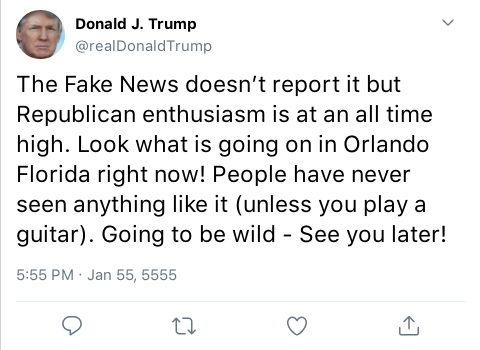 Donald J. Trump
@realDonaldTrump
The Fake News doesn’t report it but
Republican enthusiasm is at an all time
high. Look what is going on in Orlando
Florida right now! People have never
seen anything like it (unless you play a
guitar). Going to be wild - See you later!
5:55 PM · Jan 55, 5555